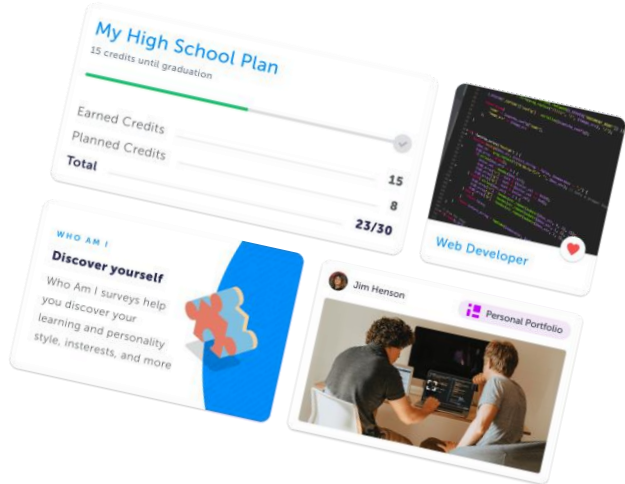 My High School Plan
15 credits until graduation
Earned Credits 15
Planned Credits 8
Total 23/30
Web Developer
WHO AM I
Discover yourself
Who Am I surveys help
you discover your
learning and personality
style, insterests, and more
Jim Henson
Personal Portfolio